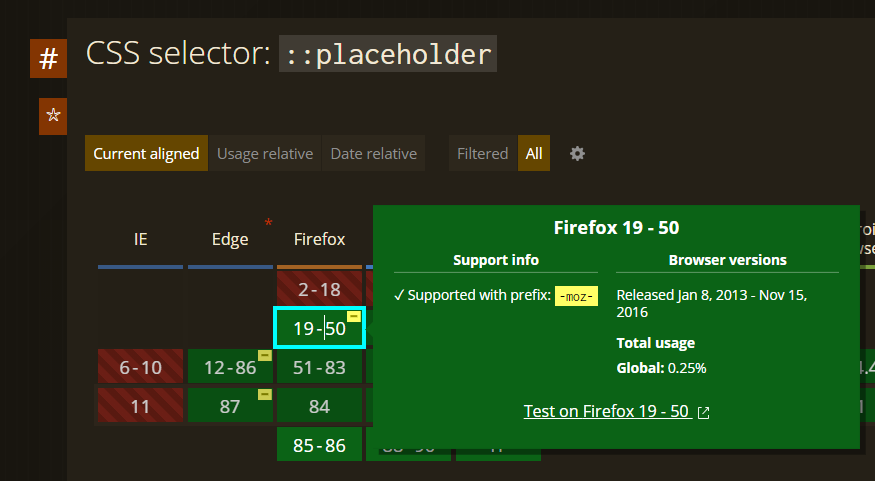 # CSS selector: ::placeholder
Current aligned Usage relative Date relative Filtered All
IE Edge * Firefox
2-18
19-50
6-10 12-86 51-83
11 87 84
85-86
Firefox 19 - 50
Support info
✓ Supported with prefix: -moz-
Browser versions
Released Jan 8, 2013 - Nov 15,
2016
Total usage
Global: 0.25%
Test on Firefox 19 - 50